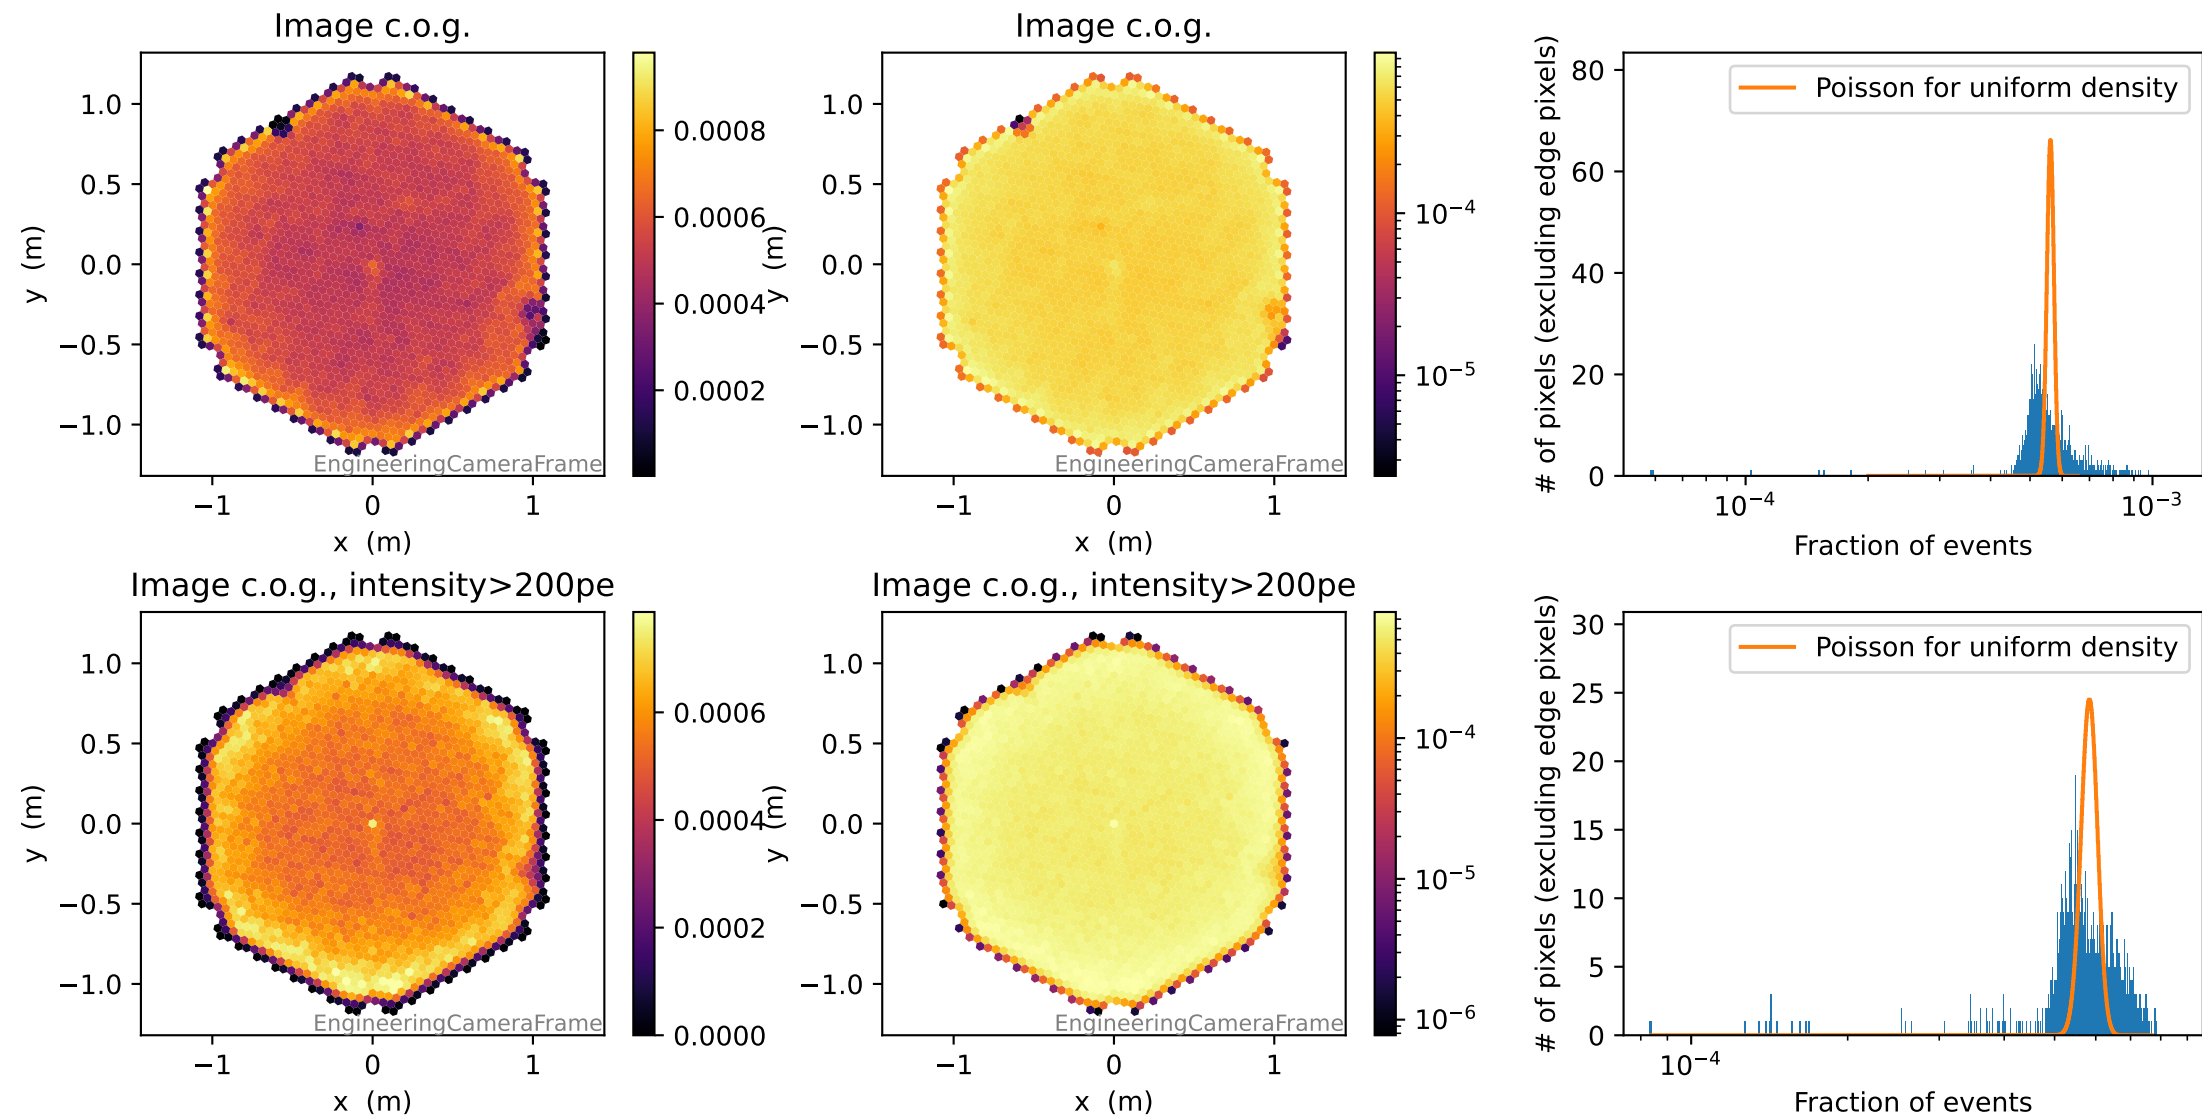 Image c.o.g.
y (m)
1.0
0.5
0.0
−0.5
−1.0
−1
0
1
x (m)
EngineeringCameraFrame
0.0008
0.0006
0.0004
0.0002
Image c.o.g.
y (m)
1.0
0.5
0.0
−0.5
−1.0
−1
0
1
x (m)
EngineeringCameraFrame
10−4
10−5
# of pixels (excluding edge pixels)
80
60
40
20
0
Poisson for uniform density
10−4
10−3
Fraction of events
Image c.o.g., intensity>200pe
y (m)
1.0
0.5
0.0
−0.5
−1.0
−1
0
1
x (m)
EngineeringCameraFrame
0.0006
0.0004
0.0002
0.0000
Image c.o.g., intensity>200pe
y (m)
1.0
0.5
0.0
−0.5
−1.0
−1
0
1
x (m)
EngineeringCameraFrame
10−4
10−5
10−6
# of pixels (excluding edge pixels)
30
25
20
15
10
5
0
Poisson for uniform density
10−4
Fraction of events